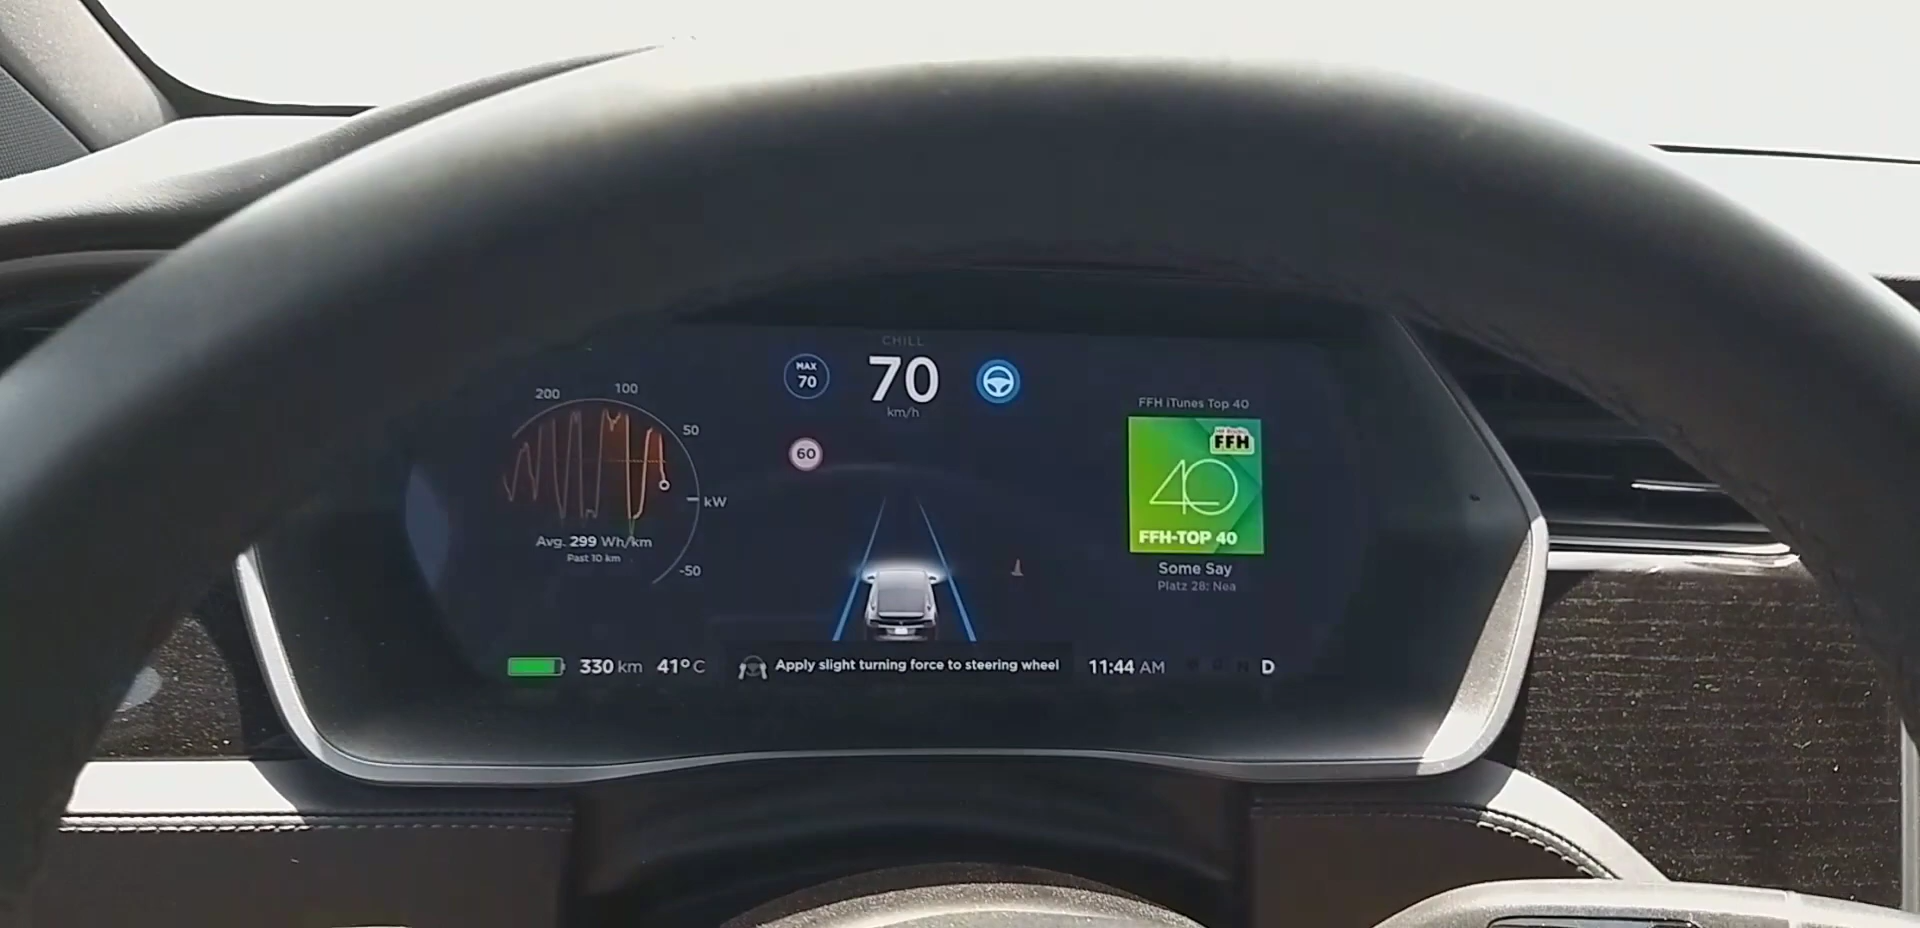 CHILL
MAX
70
70
km/h
60
200
100
50
kW
-50
Avg. 299 Wh/km
Past 10 km
FFH iTunes Top 40
FFH
40
FFH-TOP 40
Some Say
Platz 28: Nea
330 km
41°C
Apply slight turning force to steering wheel
11:44 AM
P R N D